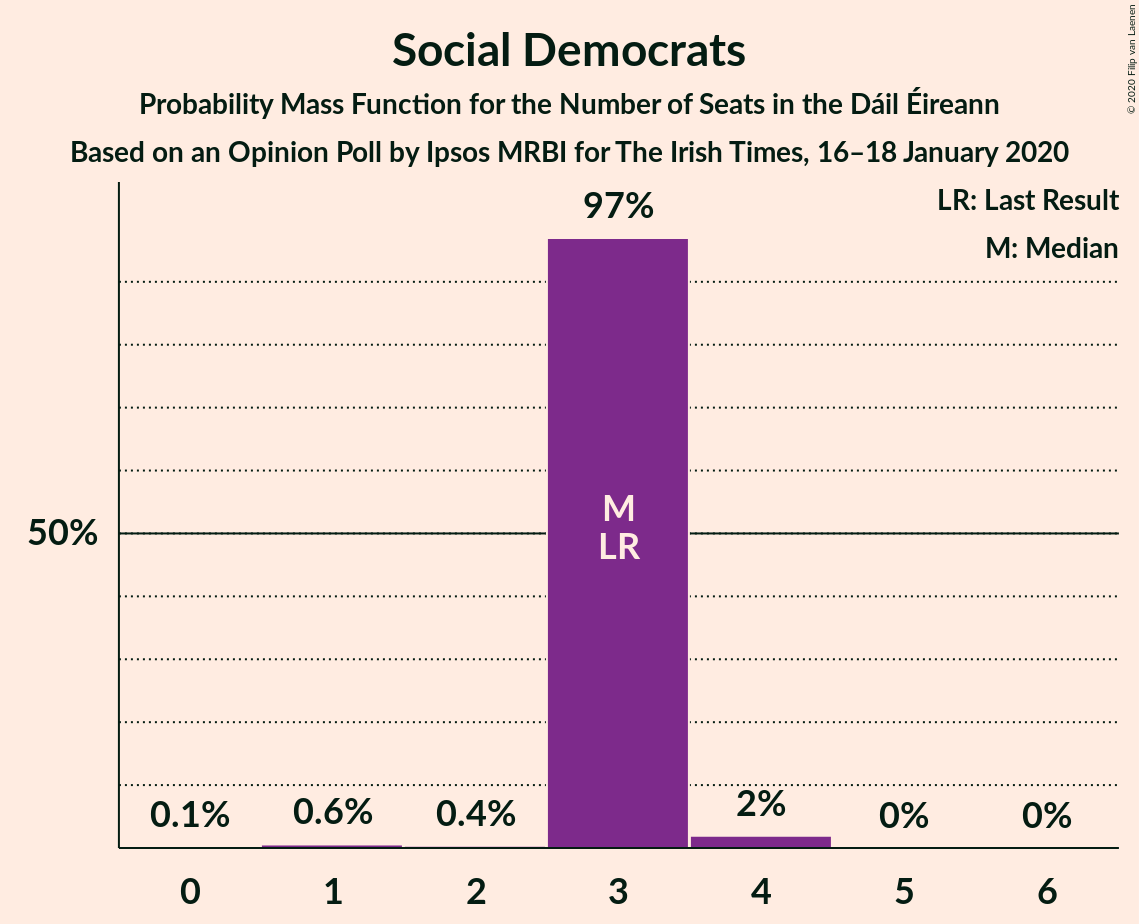 Social Democrats
Probability Mass Function for the Number of Seats in the Dáil Éireann
Based on an Opinion Poll by Ipsos MRBI for The Irish Times, 16–18 January 2020
© 2020 Filip van Laenen
LR: Last Result
M: Median
97%
50%
M
LR
0.1%
0.6%
0.4%
2%
0%
0%
0
1
2
3
4
5
6